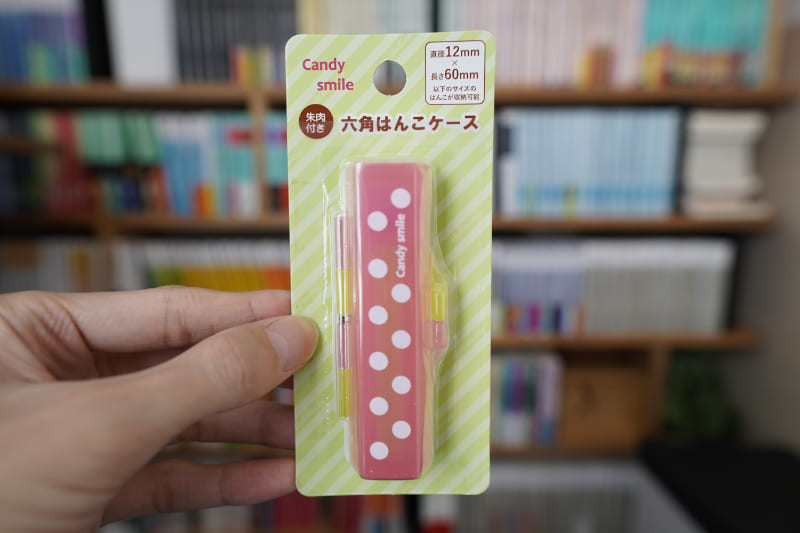 Candy
smile
直径12mm
×
長さ60mm
以下のサイズの
はんこが収納可能
朱肉
付き
六角はんこケース
Candy smile